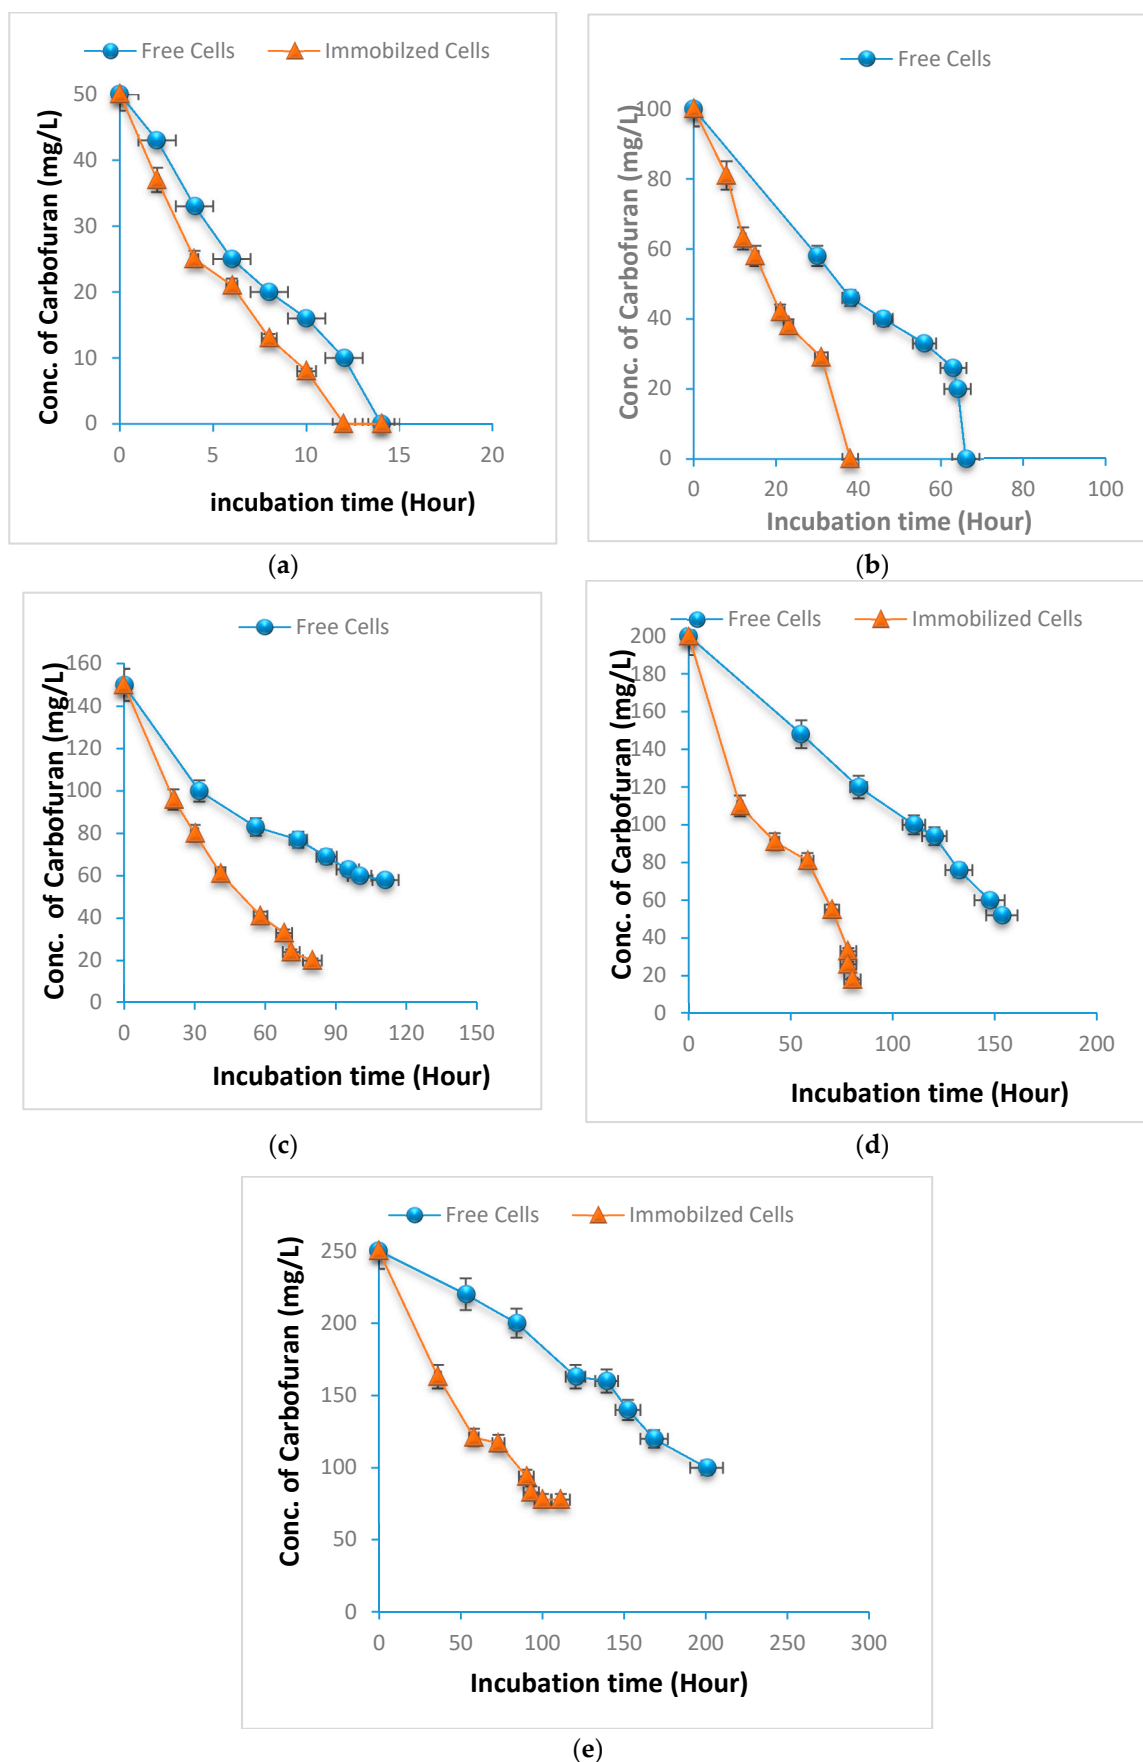 Free Cells Immobilzed Cells
Conc. of Carbofuran (mg/L)
50
40
30
20
10
0
0 5 10 15 20
incubation time (Hour)
(a)
Free Cells
Conc. of Carbofuran (mg/L)
100
80
60
40
20
0
0 20 40 60 80 100
Incubation time (Hour)
(b)
Free Cells
Conc. of Carbofuran (mg/L)
160
140
120
100
80
60
40
20
0
0 30 60 90 120 150
Incubation time (Hour)
(c)
Free Cells Immobilized Cells
Conc. of Carbofuran (mg/L)
200
180
160
140
120
100
80
60
40
20
0
0 50 100 150 200
Incubation time (Hour)
(d)
Free Cells Immobilzed Cells
Conc. of Carbofuran (mg/L)
250
200
150
100
50
0
0 50 100 150 200 250 300
Incubation time (Hour)
(e)